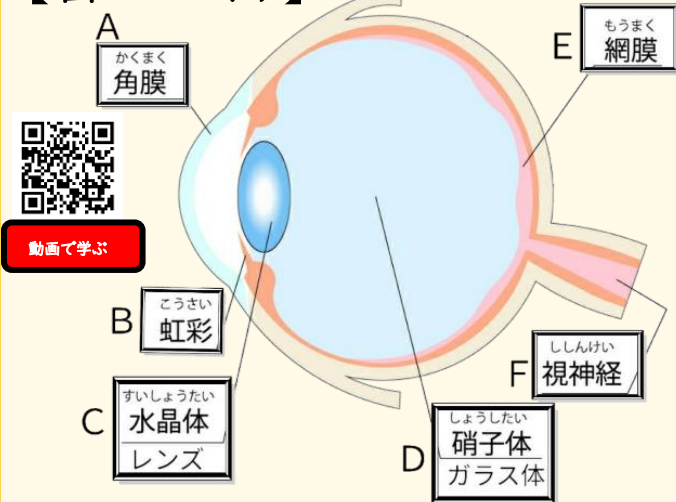 A
かくまく
角膜
もうまく
E 網膜
動画で学ぶ
こうさい
B 虹彩
すいしょうたい
C 水晶体
レンズ
ししんけい
F 視神経
しょうしたい
D 硝子体
ガラス体